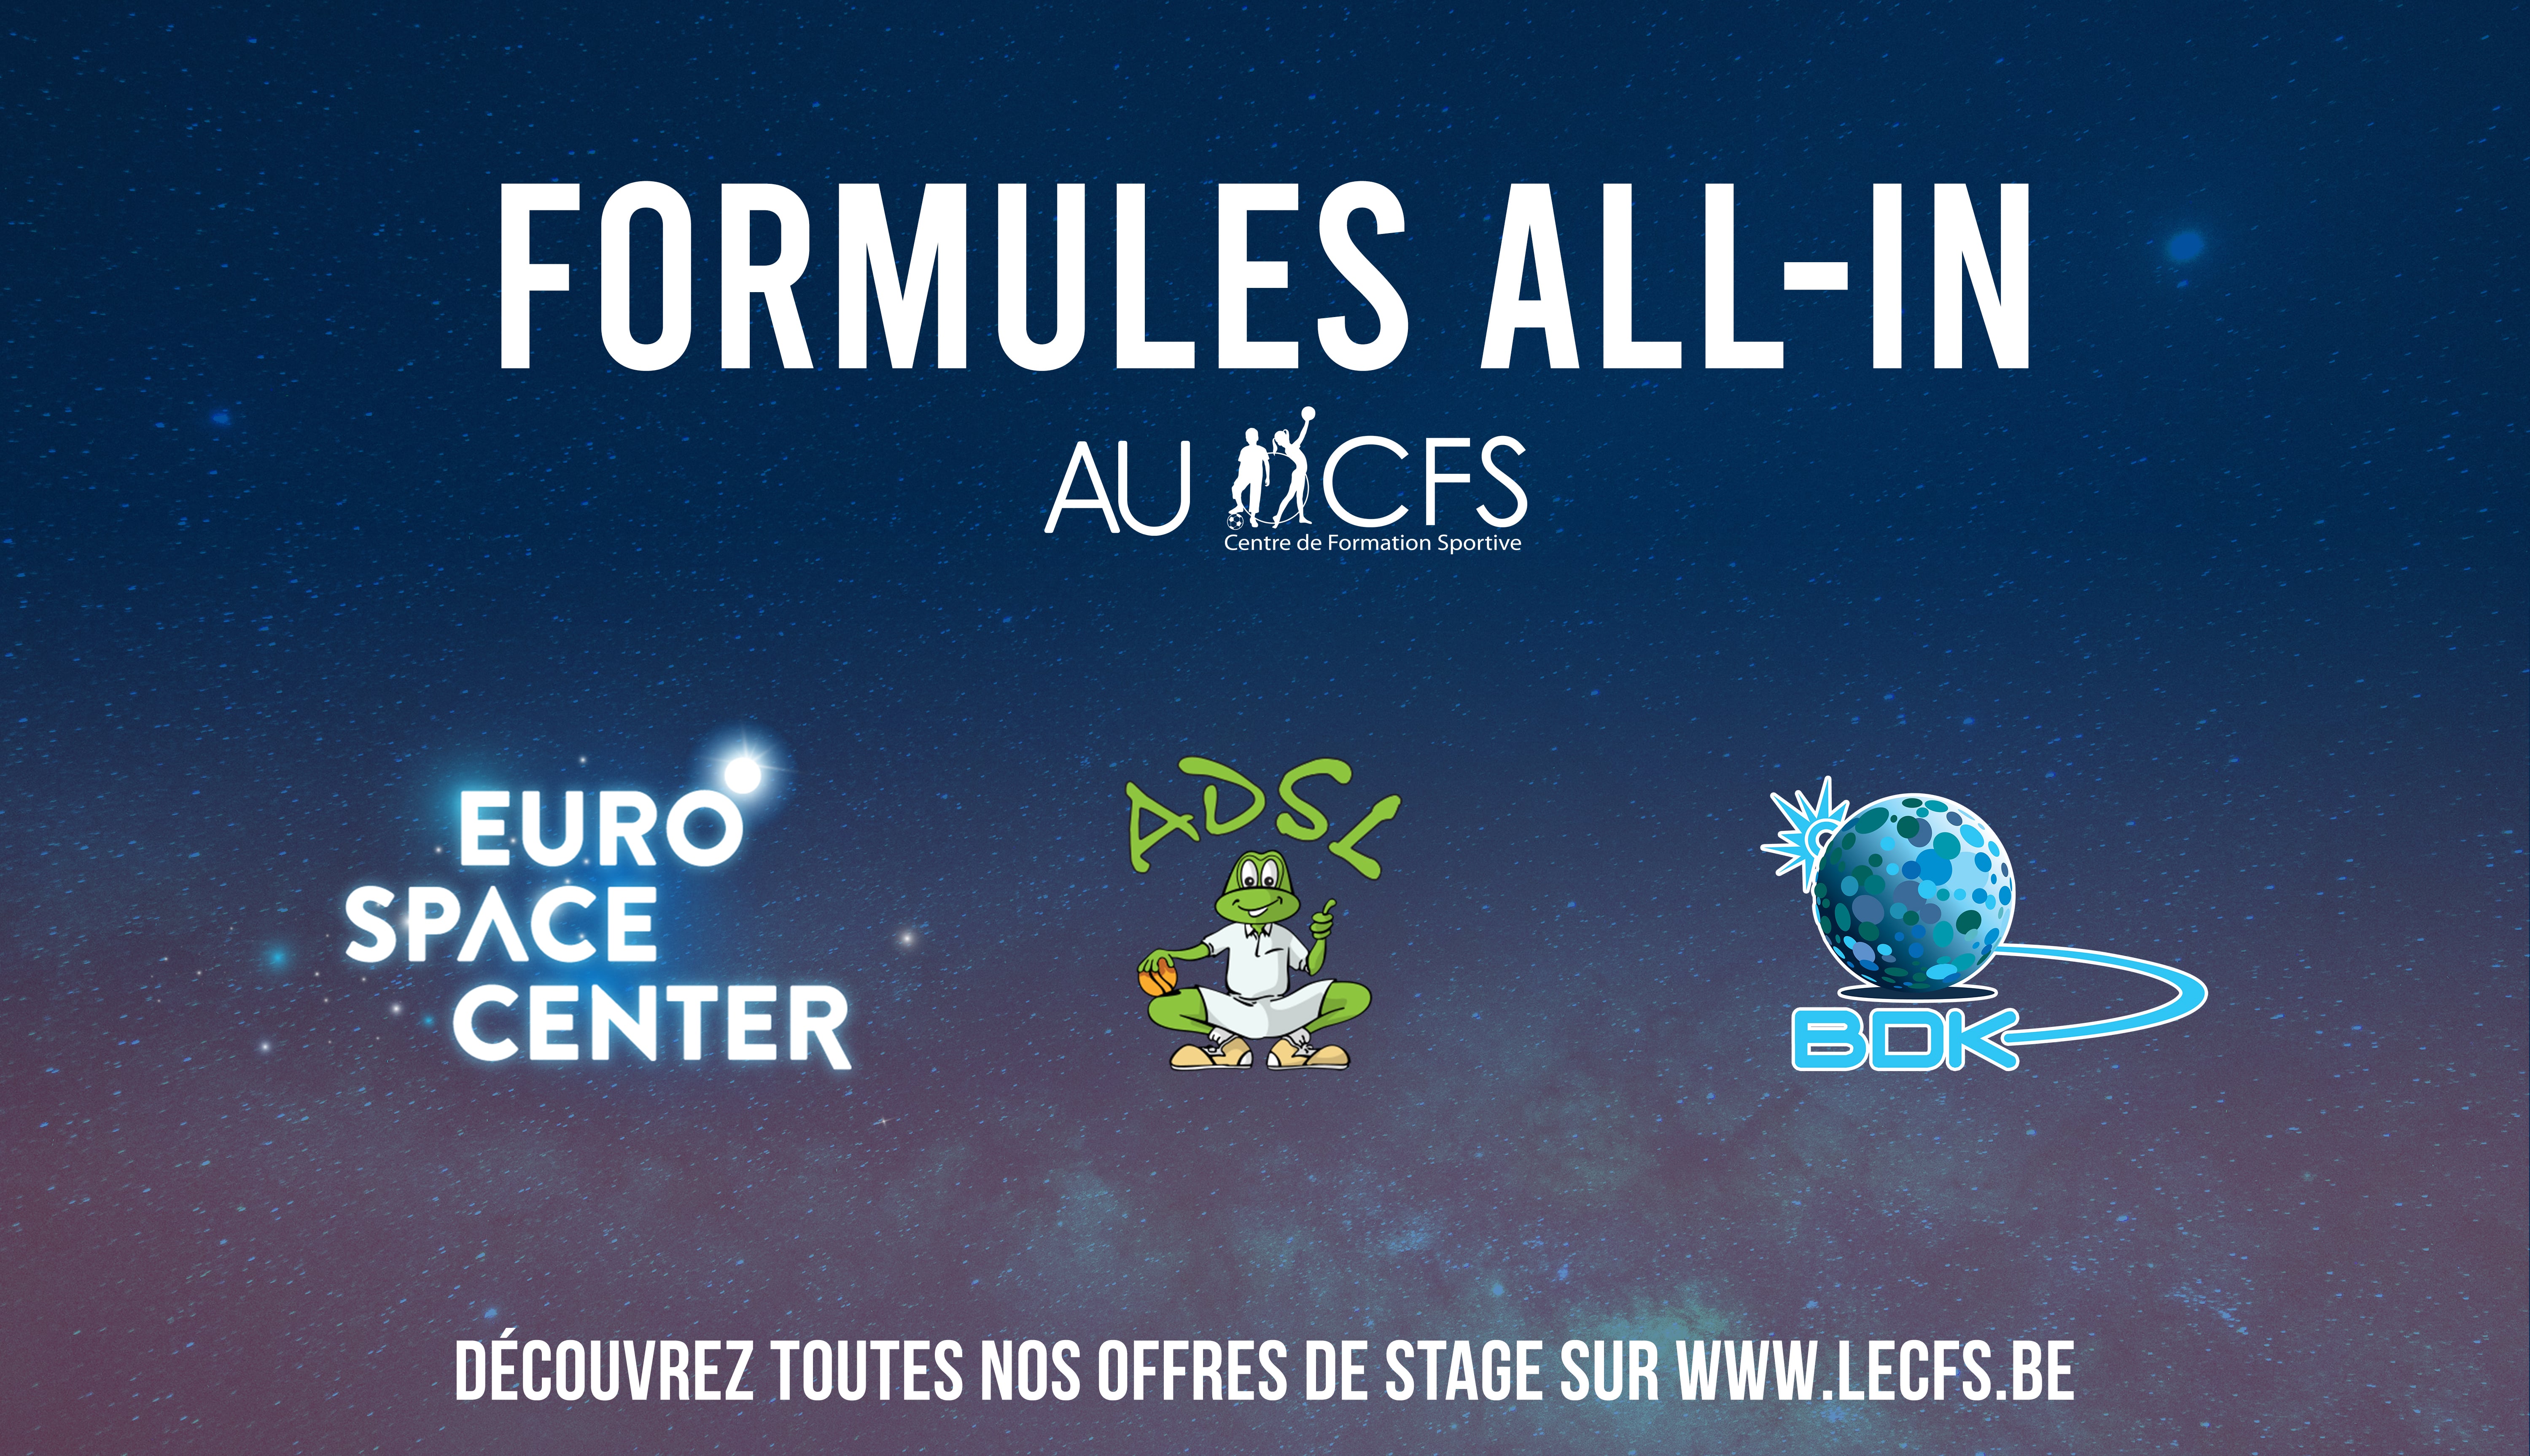 FORMULES ALL-IN
AU CFS
Centre de Formation Sportive
EURO
SPACE
CENTER
ADSL
BDK
DÉCOUVREZ TOUTES NOS OFFRES DE STAGE SUR WWW.LECFS.BE